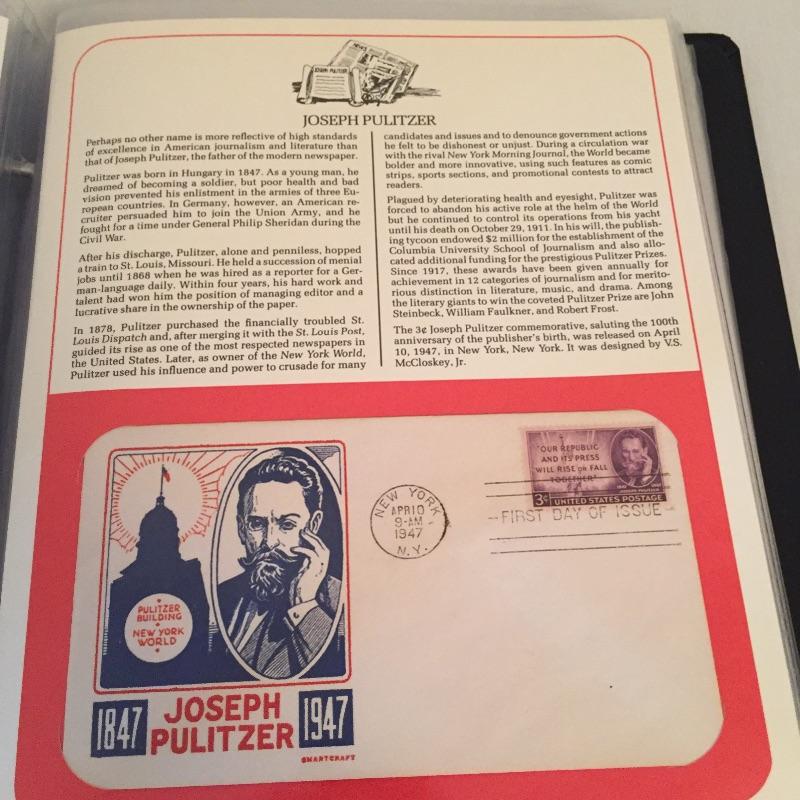 NEWS
JOSEPH PULITZER
JOSEPH PULITZER
Perhaps no other name is more reflective of high standards
of excellence in American journalism and literature than
that of Joseph Pulitzer, the father of the modern newspaper.
Pulitzer was born in Hungary in 1847. As a young man, he
dreamed of becoming a soldier, but poor health and bad
vision prevented his enlistment in the armies of three Eu-
ropean countries. In Germany, however, an American re-
cruiter persuaded him to join the Union Army, and he
fought for a time under General Philip Sheridan during the
Civil War.
After his discharge, Pulitzer, alone and penniless, hopped
a train to St. Louis, Missouri. He held a succession of menial
jobs until 1868 when he was hired as a reporter for a Ger-
man-language daily. Within four years, his hard work and
talent had won him the position of managing editor and a
lucrative share in the ownership of the paper.
In 1878, Pulitzer purchased the financially troubled St.
Louis Dispatch and, after merging it with the St. Louis Post,
guided its rise as one of the most respected newspapers in
the United States. Later, as owner of the New York World,
Pulitzer used his influence and power to crusade for many
candidates and issues and to denounce government actions
he felt to be dishonest or unjust. During a circulation war
with the rival New York Morning Journal, the World became
bolder and more innovative, using such features as comic
strips, sports sections, and promotional contests to attract
readers.
Plagued by deteriorating health and eyesight, Pulitzer was
forced to abandon his active role at the helm of the World
but he continued to control its operations from his yacht
until his death on October 29, 1911. In his will, the publish-
ing tycoon endowed $2 million for the establishment of the
Columbia University School of Journalism and also allo-
cated additional funding for the prestigious Pulitzer Prizes.
Since 1917, these awards have been given annually for
achievement in 12 categories of journalism and for merito-
rious distinction in literature, music, and drama. Among
the literary giants to win the coveted Pulitzer Prize are John
Steinbeck, William Faulkner, and Robert Frost.
The 3¢ Joseph Pulitzer commemorative, saluting the 100th
anniversary of the publisher's birth, was released on April
10, 1947, in New York, New York. It was designed by V.S.
McCloskey, Jr.
PULITZER
BUILDING
NEW YORK
WORLD
1847 JOSEPH PULITZER 1947
SMARTCRAFT
NEW YORK
APR 10
9-AM
1947
N.Y.
"OUR REPUBLIC
AND ITS PRESS
WILL RISE OR FALL
TOGETHER"
JOSEPH PULITZER
3¢ UNITED STATES POSTAGE
FIRST DAY OF ISSUE